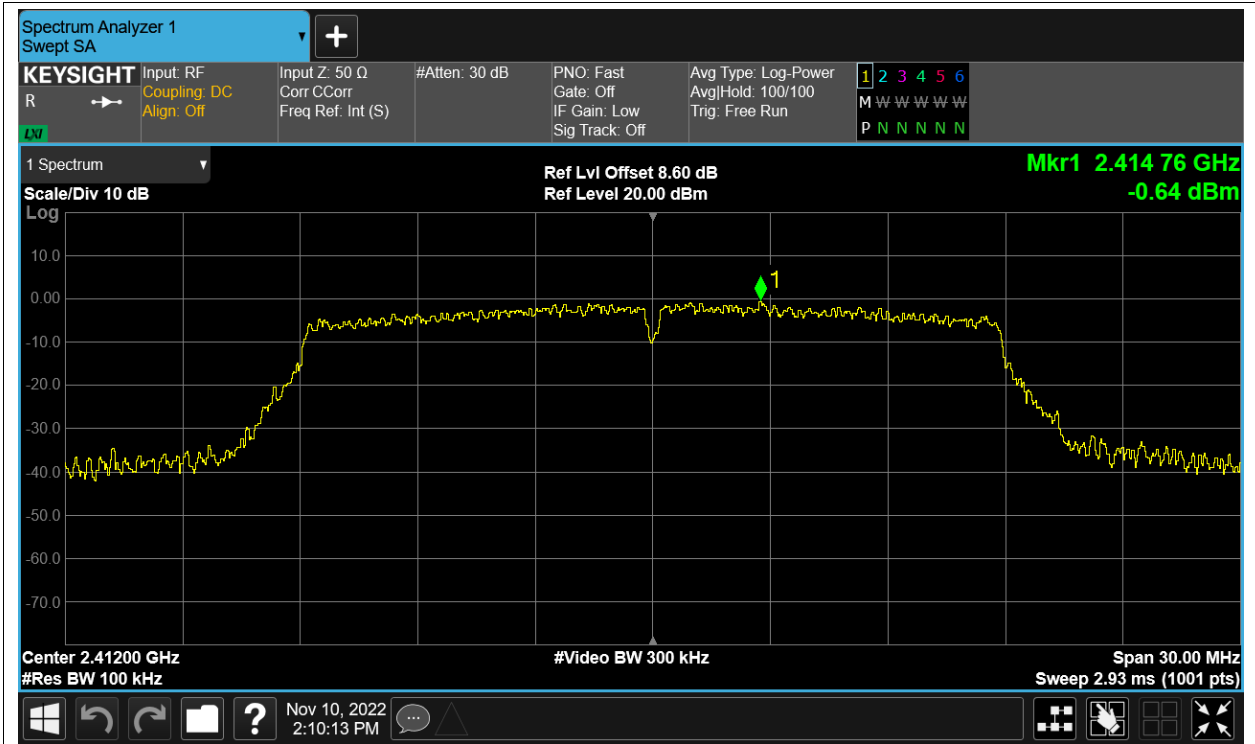 Spectrum Analyzer 1
Swept SA
KEYSIGHT
R
LXI
Input: RF
Coupling: DC
Align: Off
Input Z: 50 Ω
Corr CCorr
Freq Ref: Int (S)
#Atten: 30 dB
PNO: Fast
Gate: Off
IF Gain: Low
Sig Track: Off
Avg Type: Log-Power
Avg|Hold: 100/100
Trig: Free Run
1 2 3 4 5 6
M W W W W W
P N N N N N
1 Spectrum
Scale/Div 10 dB
Log
Ref Lvl Offset 8.60 dB
Ref Level 20.00 dBm
Mkr1 2.414 76 GHz
-0.64 dBm
1
10.0
0.00
-10.0
-20.0
-30.0
-40.0
-50.0
-60.0
-70.0
Center 2.41200 GHz
#Res BW 100 kHz
#Video BW 300 kHz
Span 30.00 MHz
Sweep 2.93 ms (1001 pts)
?
Nov 10, 2022
2:10:13 PM